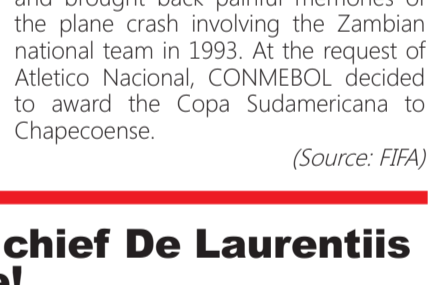 and brought back painful memories of
the plane crash involving the Zambian
national team in 1993. At the request of
Atletico Nacional, CONMEBOL decided
to award the Copa Sudamericana to
Chapecoense.
(Source: FIFA)
chief De Laurentiis
e!